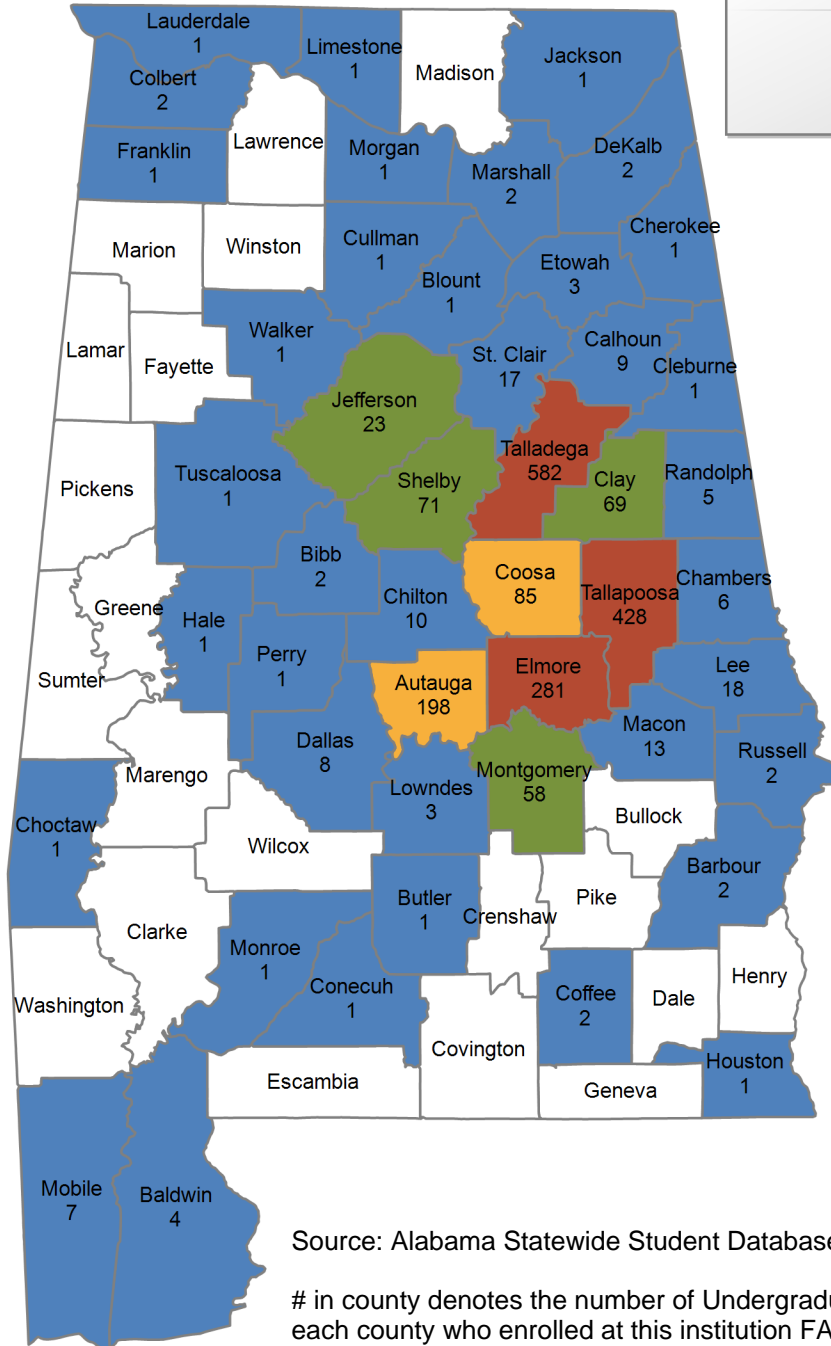 Lauderdale
1
Limestone
1
Madison
Jackson
1
Colbert
2
Lawrence
Franklin
1
Morgan
1
Marshall
2
DeKalb
2
Marion
Winston
Cullman
1
Cherokee
1
Blount
1
Etowah
3
Lamar
Fayette
Walker
1
St. Clair
17
Calhoun
9
Cleburne
1
Jefferson
23
Pickens
Tuscaloosa
1
Shelby
71
Talladega
582
Clay
69
Randolph
5
Bibb
2
Chilton
10
Coosa
85
Tallapoosa
428
Chambers
6
Greene
Hale
1
Perry
1
Sumter
Autauga
198
Elmore
281
Lee
18
Dallas
8
Macon
13
Russell
2
Marengo
Lowndes
3
Montgomery
58
Bullock
Choctaw
1
Wilcox
Barbour
2
Clarke
Butler
1
Crenshaw
Pike
Monroe
1
Conecuh
1
Washington
Coffee
2
Dale
Henry
Covington
Escambia
Geneva
Houston
1
Mobile
7
Baldwin
4
Source: Alabama Statewide Student Database
# in county denotes the number of Undergradu
each county who enrolled at this institution FA